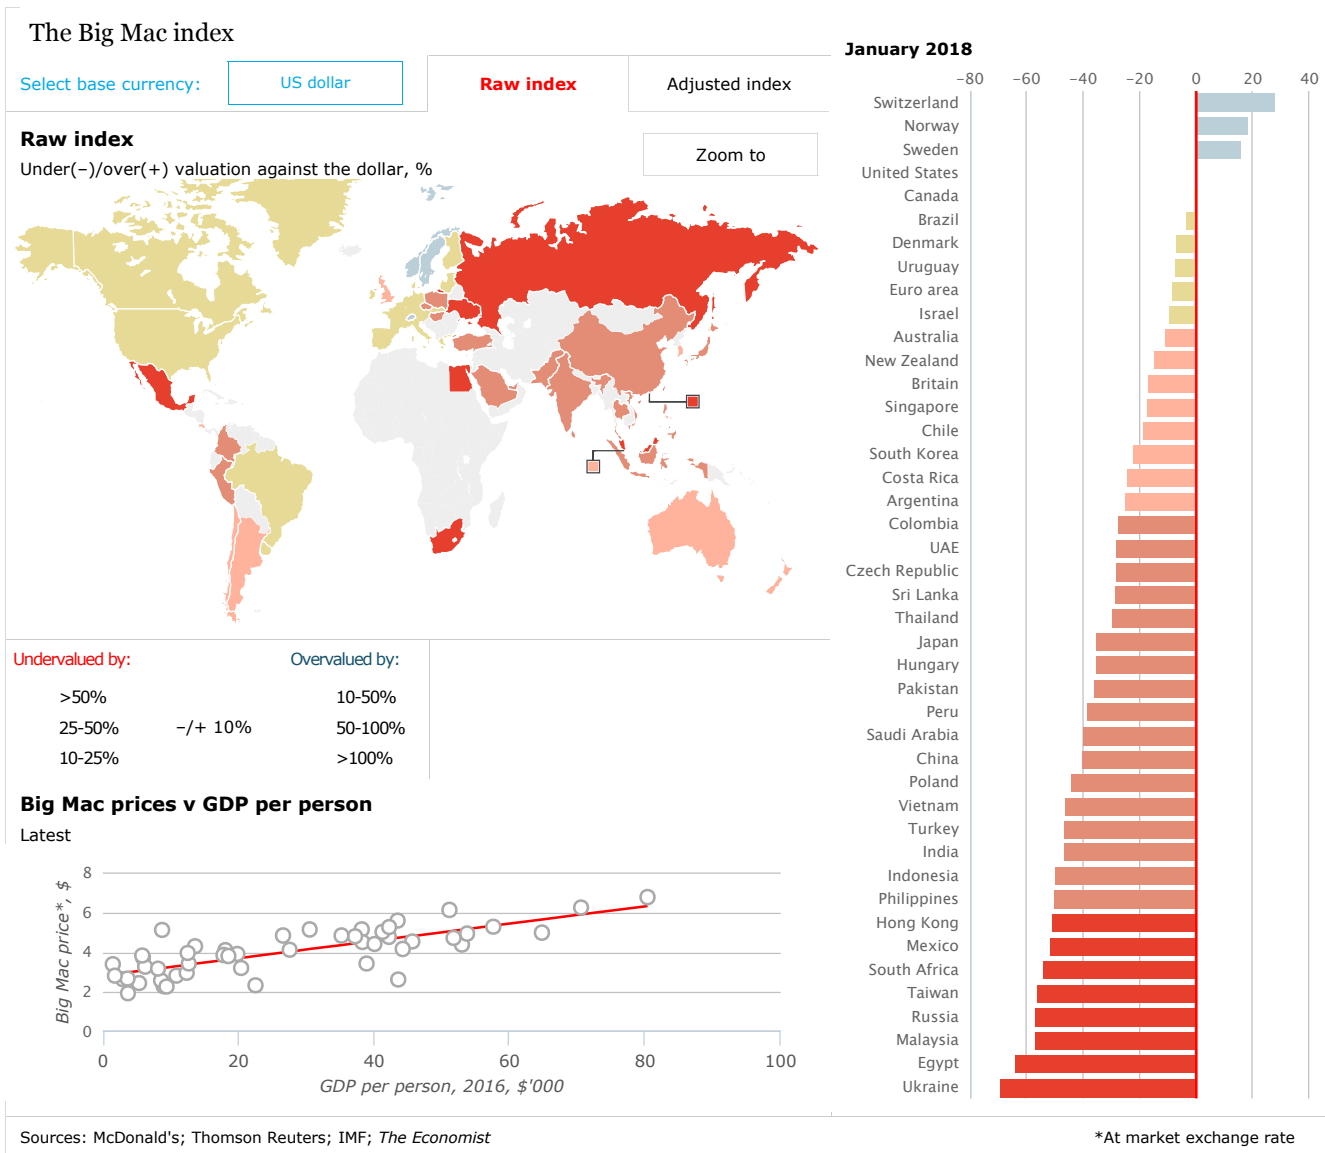 The Big Mac index
Select base currency:
US dollar
Raw index
Adjusted index
Raw index
Under(–)/over(+) valuation against the dollar, %
Zoom to
Undervalued by:
Overvalued by:
>50%
10-50%
25-50%
–/+ 10%
50-100%
10-25%
>100%
Big Mac prices v GDP per person
Latest
Big Mac price*, $
8
6
4
2
0
0 20 40 60 80 100
GDP per person, 2016, $'000
January 2018
–80 –60 –40 –20 0 20 40
Switzerland
Norway
Sweden
United States
Canada
Brazil
Denmark
Uruguay
Euro area
Israel
Australia
New Zealand
Britain
Singapore
Chile
South Korea
Costa Rica
Argentina
Colombia
UAE
Czech Republic
Sri Lanka
Thailand
Japan
Hungary
Pakistan
Peru
Saudi Arabia
China
Poland
Vietnam
Turkey
India
Indonesia
Philippines
Hong Kong
Mexico
South Africa
Taiwan
Russia
Malaysia
Egypt
Ukraine
Sources: McDonald's; Thomson Reuters; IMF; The Economist
*At market exchange rate